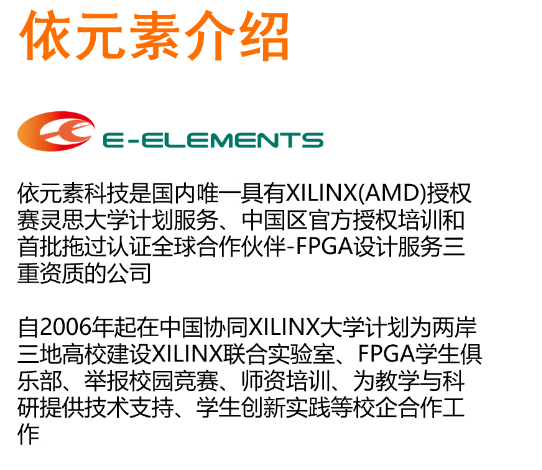 依元素介绍
E-ELEMENTS
依元素科技是国内唯一具有XILINX(AMD)授权
赛灵思大学计划服务、中国区官方授权培训和
首批拖过认证全球合作伙伴-FPGA设计服务三
重资质的公司
自2006年起在中国协同XILINX大学计划为两岸
三地高校建设XILINX联合实验室、FPGA学生俱
乐部、举报校园竞赛、师资培训、为教学与科
研提供技术支持、学生创新实践等校企合作工
作